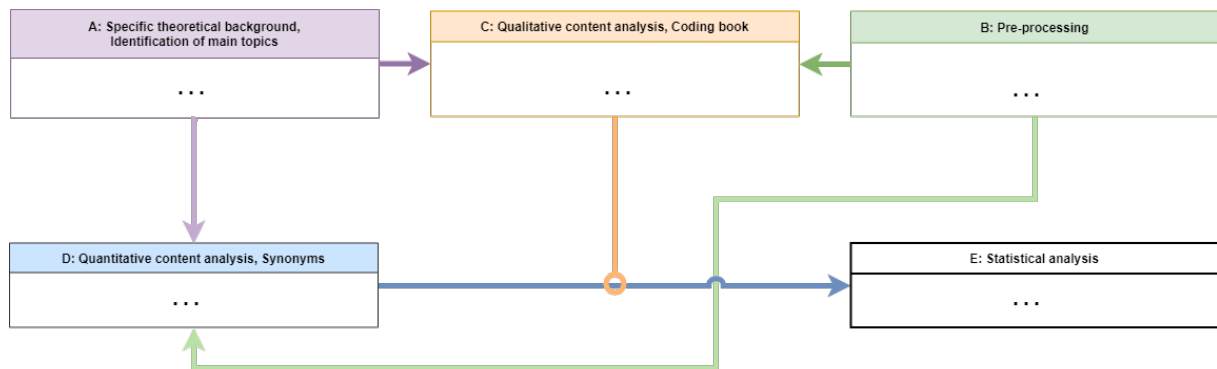 A: Specific theoretical background,
Identification of main topics
...
C: Qualitative content analysis, Coding book
...
B: Pre-processing
...
D: Quantitative content analysis, Synonyms
...
E: Statistical analysis
...